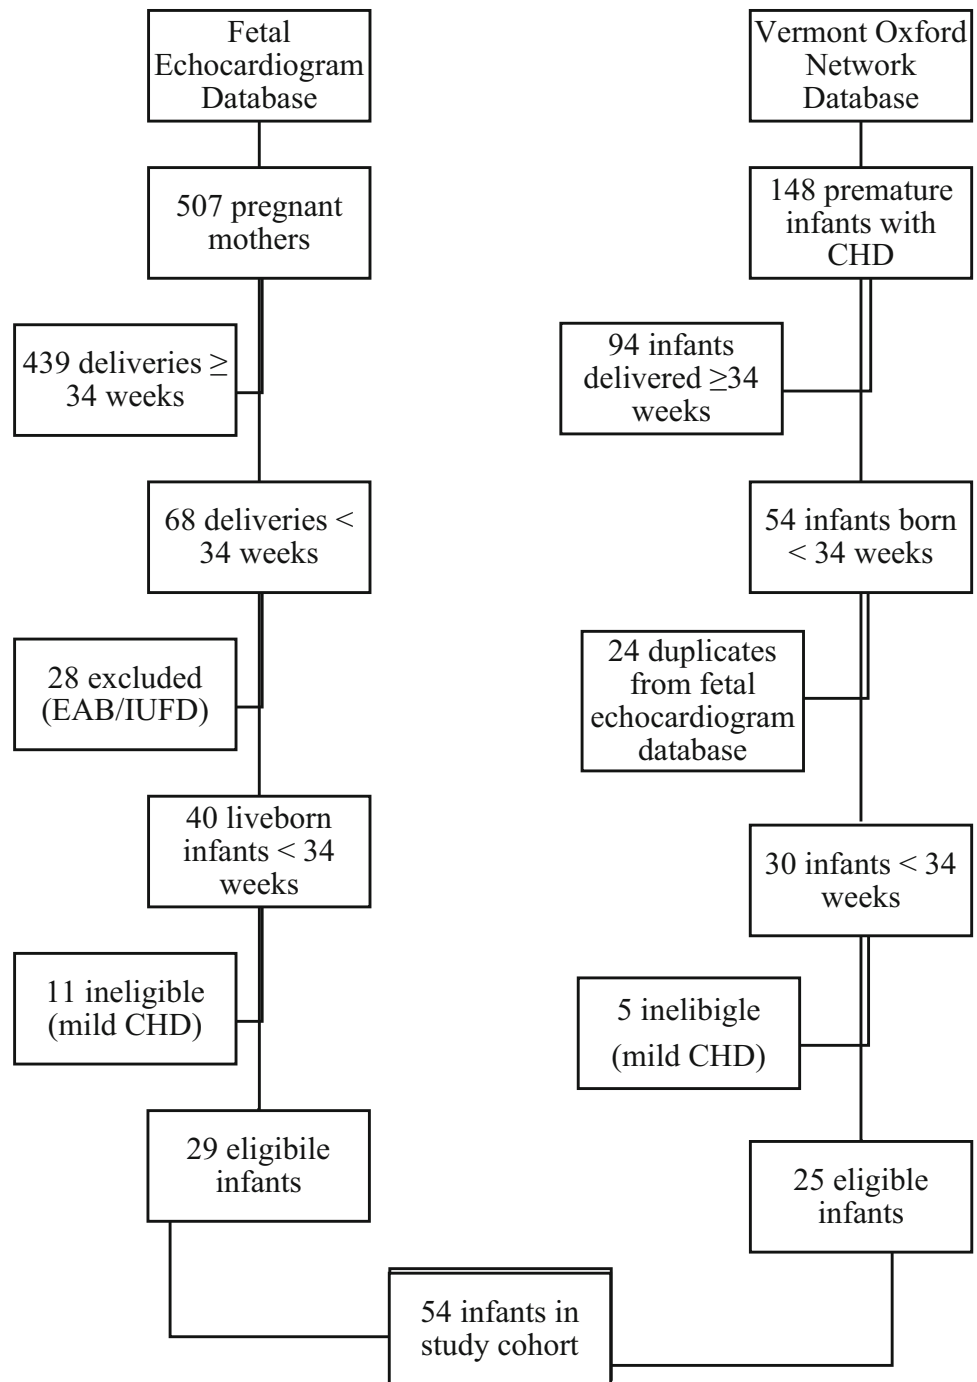 Fetal
Echocardiogram
Database
507 pregnant
mothers
439 deliveries ≥
34 weeks
68 deliveries <
34 weeks
28 excluded
(EAB/IUFD)
40 liveborn
infants < 34
weeks
11 ineligible
(mild CHD)
29 eligibile
infants
Vermont Oxford
Network
Database
148 premature
infants with
CHD
94 infants
delivered ≥34
weeks
54 infants born
< 34 weeks
24 duplicates
from fetal
echocardiogram
database
30 infants < 34
weeks
5 inelibigle
(mild CHD)
25 eligible
infants
54 infants in
study cohort